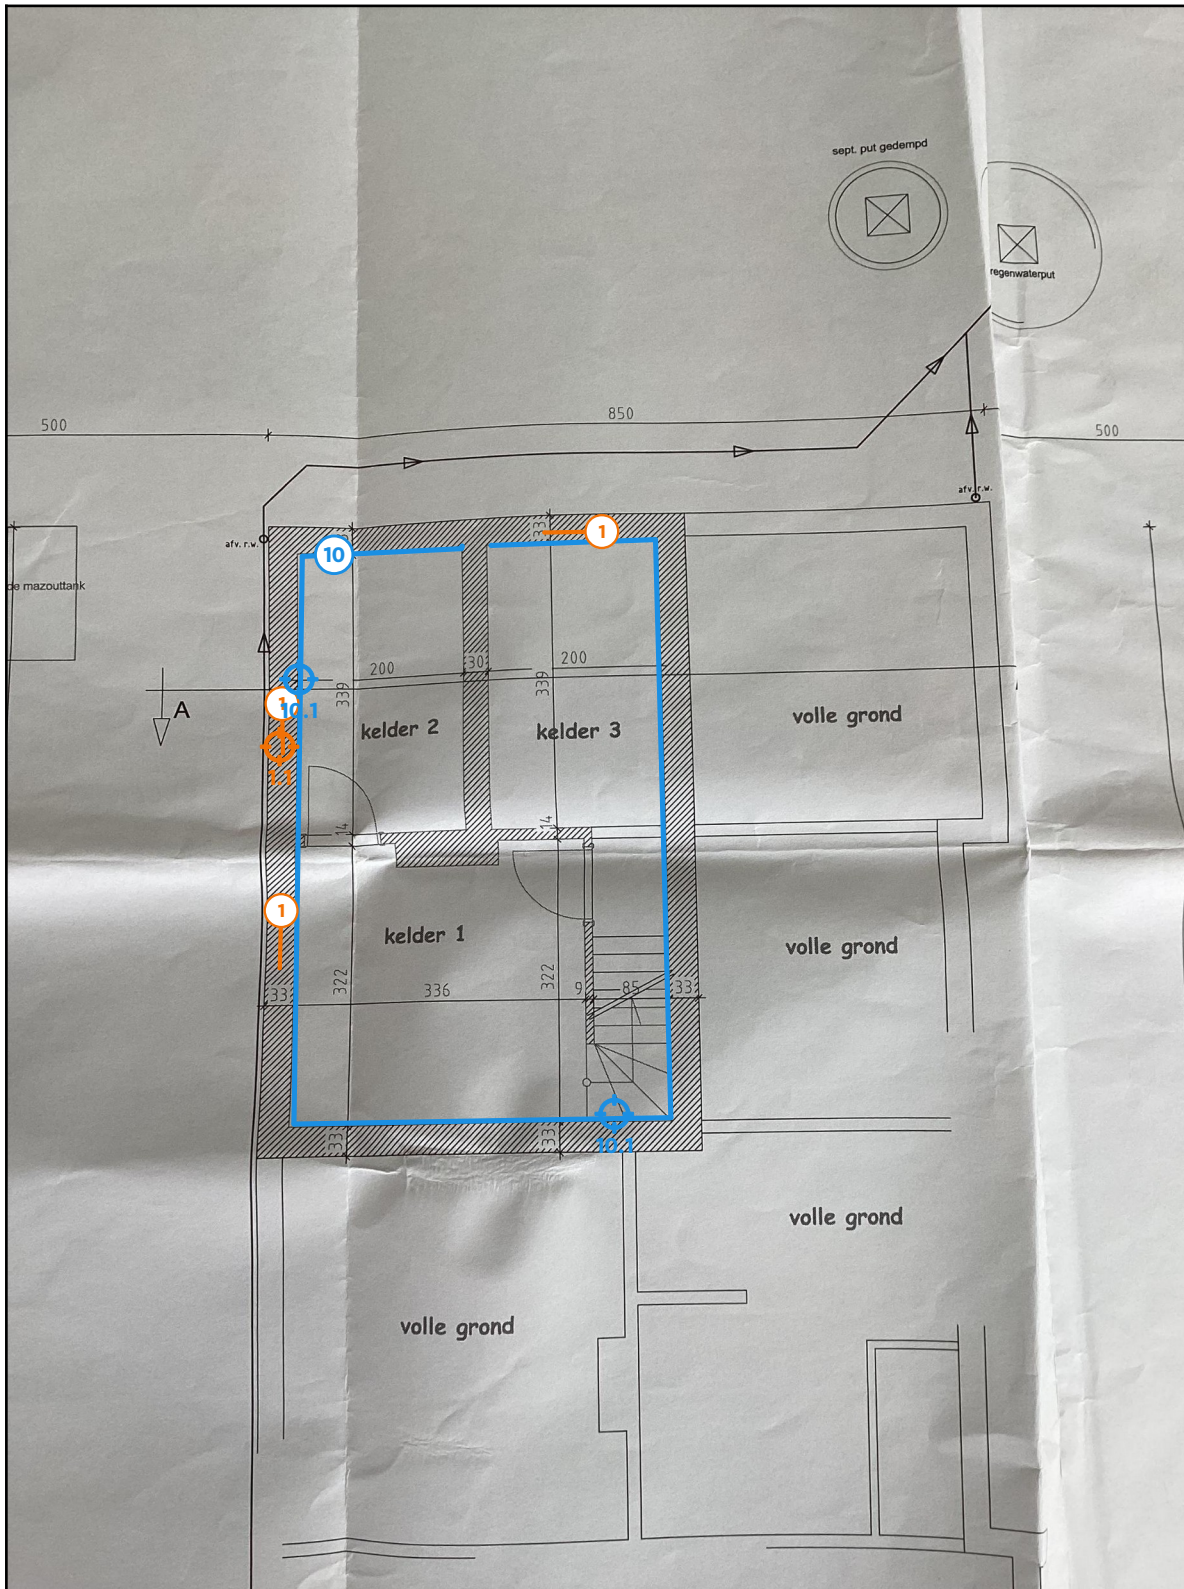 sept. put gedempd
regenwaterput
850
500
500
afv. r.w.
33
1
afv. r.w.
10
de mazouttank
200
30
200
339
339
A
1
10.1
kelder 2
kelder 3
volle grond
1.1
14
14
1
kelder 1
volle grond
322
322
33
336
9
85
33
33
33
10.1
volle grond
volle grond